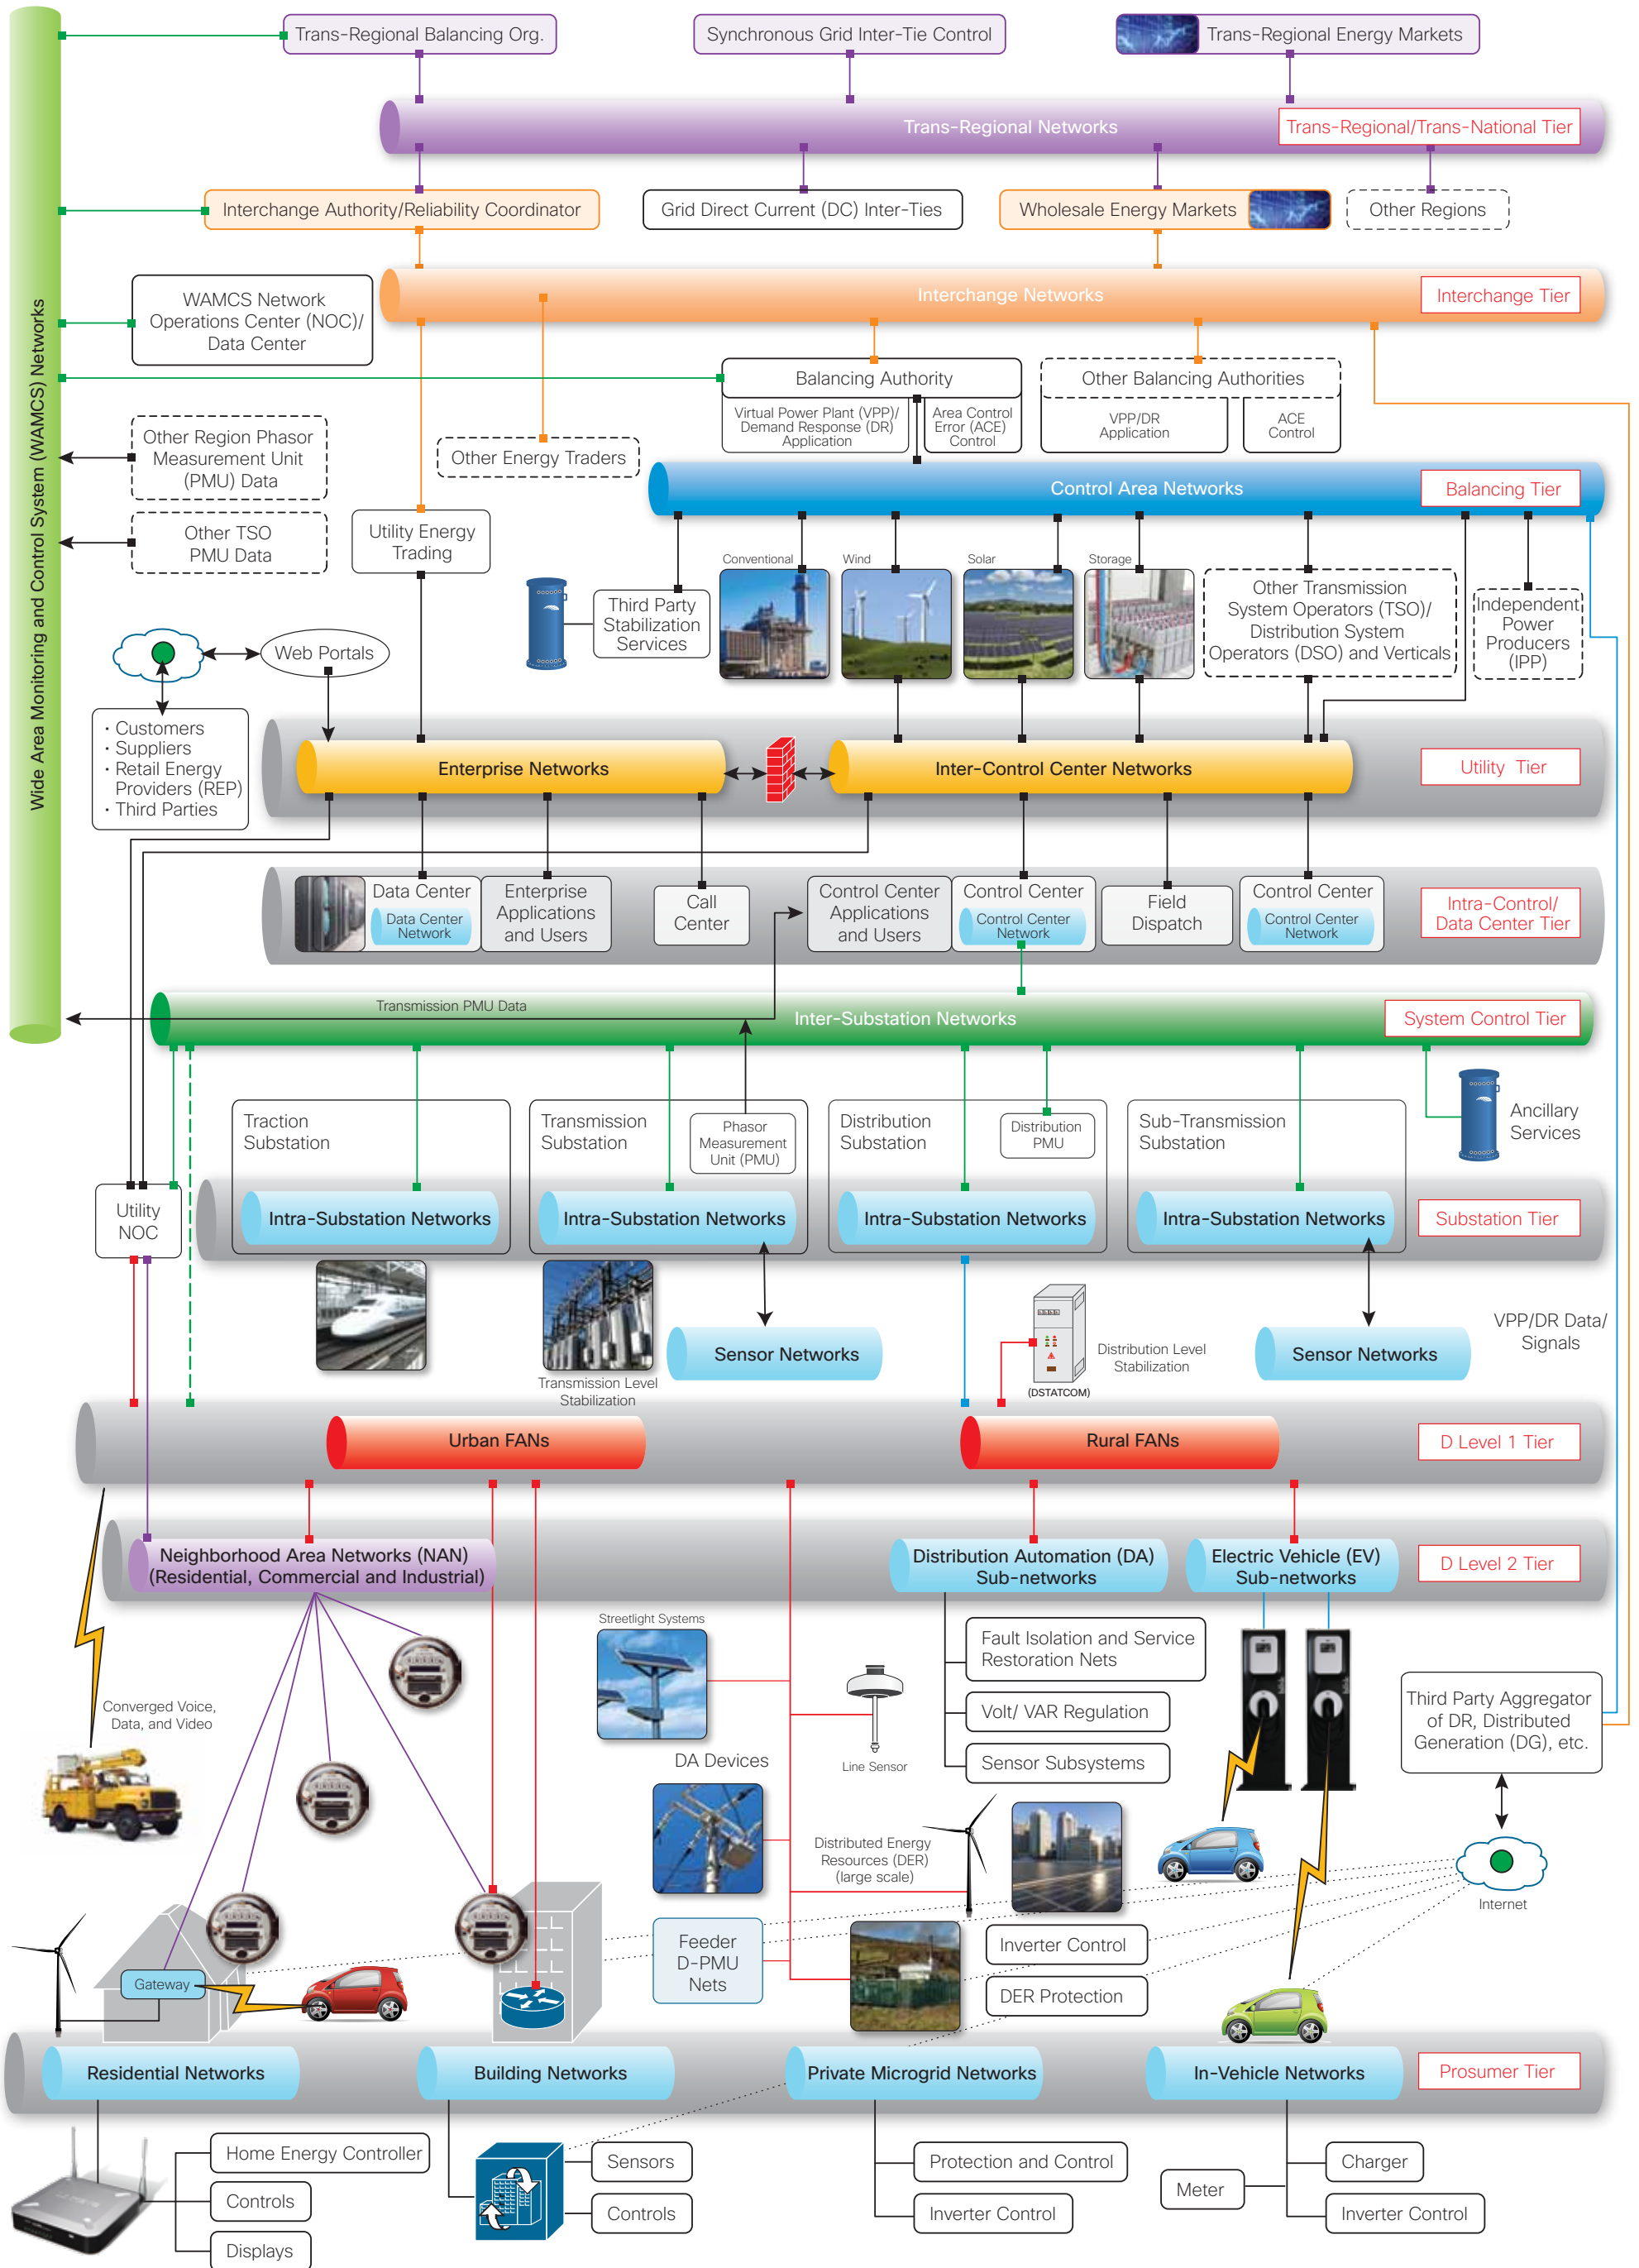 Trans-Regional Balancing Org.
Synchronous Grid Inter-Tie Control
Trans-Regional Energy Markets
Trans-Regional Networks
Trans-Regional/Trans-National Tier
Interchange Authority/Reliability Coordinator
Grid Direct Current (DC) Inter-Ties
Wholesale Energy Markets
Other Regions
Wide Area Monitoring and Control System (WAMCS) Networks
Interchange Networks
Interchange Tier
WAMCS Network
Operations Center (NOC)/
Data Center
Balancing Authority
Virtual Power Plant (VPP)/
Demand Response (DR)
Application
Area Control
Error (ACE)
Control
Other Balancing Authorities
VPP/DR
Application
ACE
Control
Other Region Phasor
Measurement Unit
(PMU) Data
Other Energy Traders
Control Area Networks
Balancing Tier
Other TSO
PMU Data
Utility Energy
Trading
Third Party
Stabilization
Services
Conventional
Wind
Solar
Storage
Other Transmission
System Operators (TSO)/
Distribution System
Operators (DSO) and Verticals
Independent
Power
Producers
(IPP)
Web Portals
· Customers
· Suppliers
· Retail Energy
Providers (REP)
· Third Parties
Enterprise Networks
Inter-Control Center Networks
Utility Tier
Data Center
Data Center
Network
Enterprise
Applications
and Users
Call
Center
Control Center
Applications
and Users
Control Center
Control Center
Network
Field
Dispatch
Control Center
Control Center
Network
Intra-Control/
Data Center Tier
Transmission PMU Data
Inter-Substation Networks
System Control Tier
Traction
Substation
Transmission
Substation
Phasor
Measurement
Unit (PMU)
Distribution
Substation
Distribution
PMU
Sub-Transmission
Substation
Ancillary
Services
Utility
NOC
Intra-Substation Networks
Intra-Substation Networks
Intra-Substation Networks
Intra-Substation Networks
Substation Tier
Transmission Level
Stabilization
Sensor Networks
(DSTATCOM)
Distribution Level
Stabilization
Sensor Networks
VPP/DR Data/
Signals
Urban FANs
Rural FANs
D Level 1 Tier
Neighborhood Area Networks (NAN)
(Residential, Commercial and Industrial)
Distribution Automation (DA)
Sub-networks
Electric Vehicle (EV)
Sub-networks
D Level 2 Tier
Streetlight Systems
Fault Isolation and Service
Restoration Nets
Volt/ VAR Regulation
Sensor Subsystems
Converged Voice,
Data, and Video
DA Devices
Line Sensor
Third Party Aggregator
of DR, Distributed
Generation (DG), etc.
Distributed Energy
Resources (DER)
(large scale)
Internet
Feeder
D-PMU
Nets
Inverter Control
DER Protection
Gateway
Residential Networks
Building Networks
Private Microgrid Networks
In-Vehicle Networks
Prosumer Tier
Home Energy Controller
Controls
Displays
Sensors
Controls
Protection and Control
Inverter Control
Meter
Charger
Inverter Control